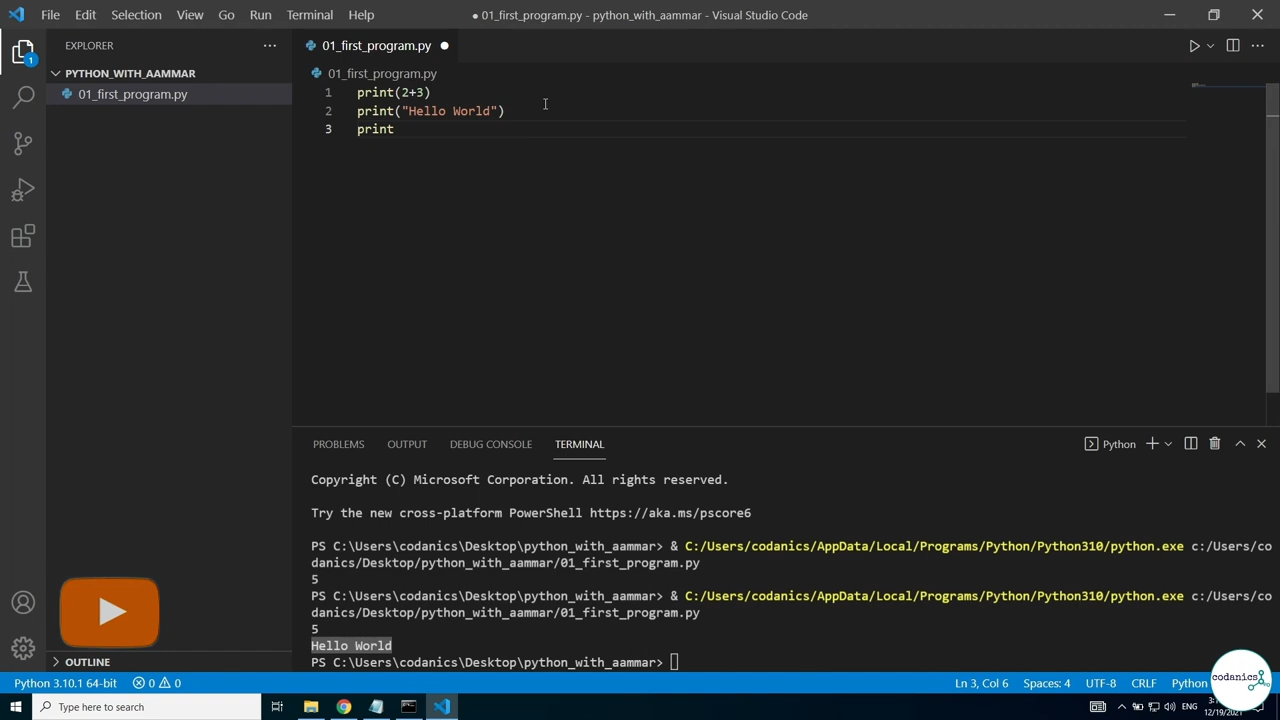 File Edit Selection View Go Run Terminal Help
● 01_first_program.py - python_with_aammar - Visual Studio Code
EXPLORER
01_first_program.py
1
PYTHON_WITH_AAMMAR
01_first_program.py
01_first_program.py
1 print(2+3)
2 print("Hello World")
3 print
PROBLEMS OUTPUT DEBUG CONSOLE TERMINAL
Python
Copyright (C) Microsoft Corporation. All rights reserved.
Try the new cross-platform PowerShell https://aka.ms/pscore6
PS C:\Users\codanics\Desktop\python_with_aammar> & C:/Users/codanics/AppData/Local/Programs/Python/Python310/python.exe c:/Users/co
danics/Desktop/python_with_aammar/01_first_program.py
5
PS C:\Users\codanics\Desktop\python_with_aammar> & C:/Users/codanics/AppData/Local/Programs/Python/Python310/python.exe c:/Users/co
danics/Desktop/python_with_aammar/01_first_program.py
5
Hello World
PS C:\Users\codanics\Desktop\python_with_aammar>
OUTLINE
Python 3.10.1 64-bit 0 0
Ln 3, Col 6 Spaces: 4 UTF-8 CRLF Python
codanics
Type here to search
ENG